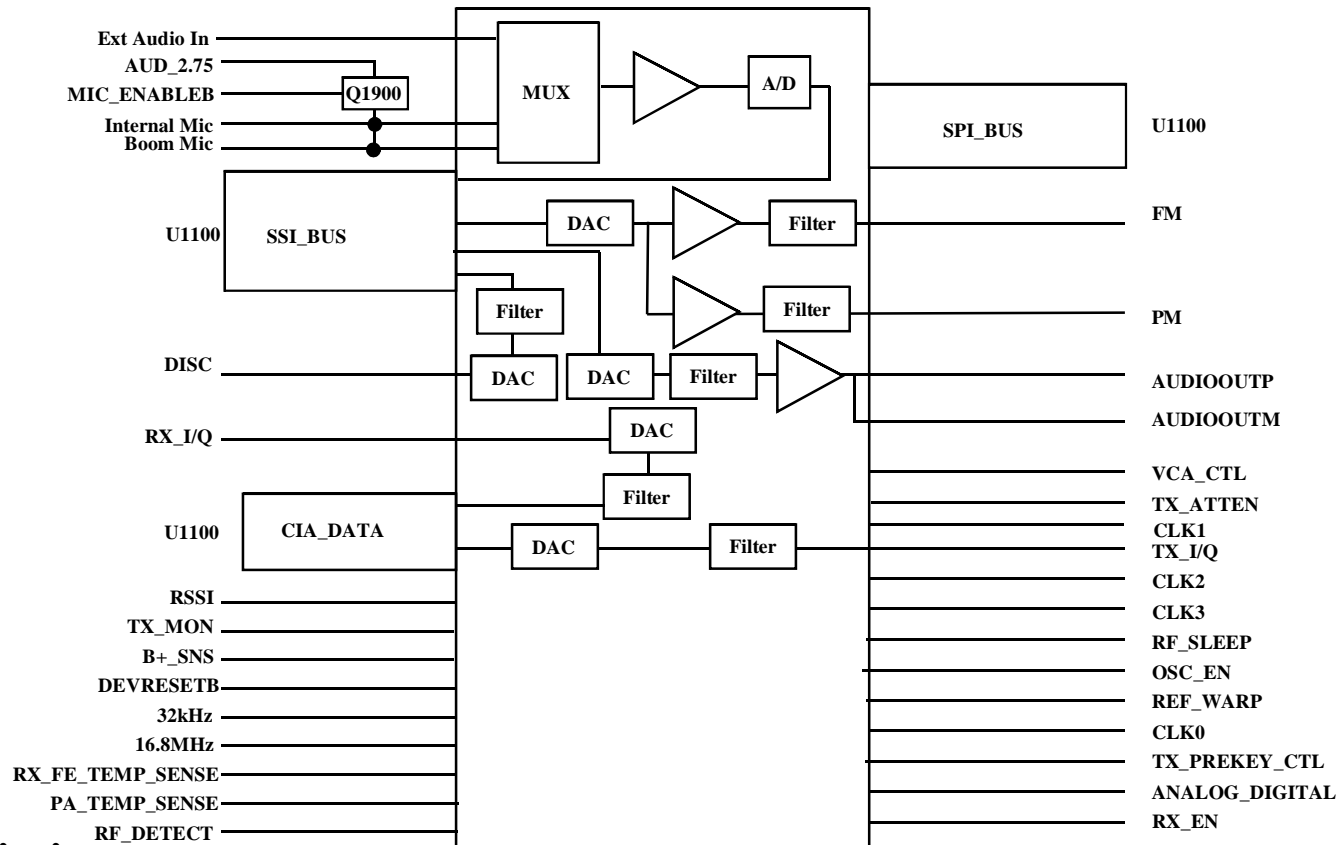 Ext Audio In
AUD_2.75
MIC_ENABLEB
Q1900
Internal Mic
Boom Mic
MUX
A/D
SPI_BUS
U1100
U1100
SSI_BUS
DAC
Filter
FM
Filter
Filter
PM
DISC
DAC
DAC
Filter
AUDIOOUTP
AUDIOOUTM
RX_I/Q
DAC
Filter
U1100
CIA_DATA
DAC
Filter
VCA_CTL
TX_ATTEN
CLK1
TX_I/Q
CLK2
CLK3
RF_SLEEP
OSC_EN
REF_WARP
CLK0
TX_PREKEY_CTL
ANALOG_DIGITAL
RX_EN
RSSI
TX_MON
B+_SNS
DEVRESETB
32kHz
16.8MHz
RX_FE_TEMP_SENSE
PA_TEMP_SENSE
RF_DETECT